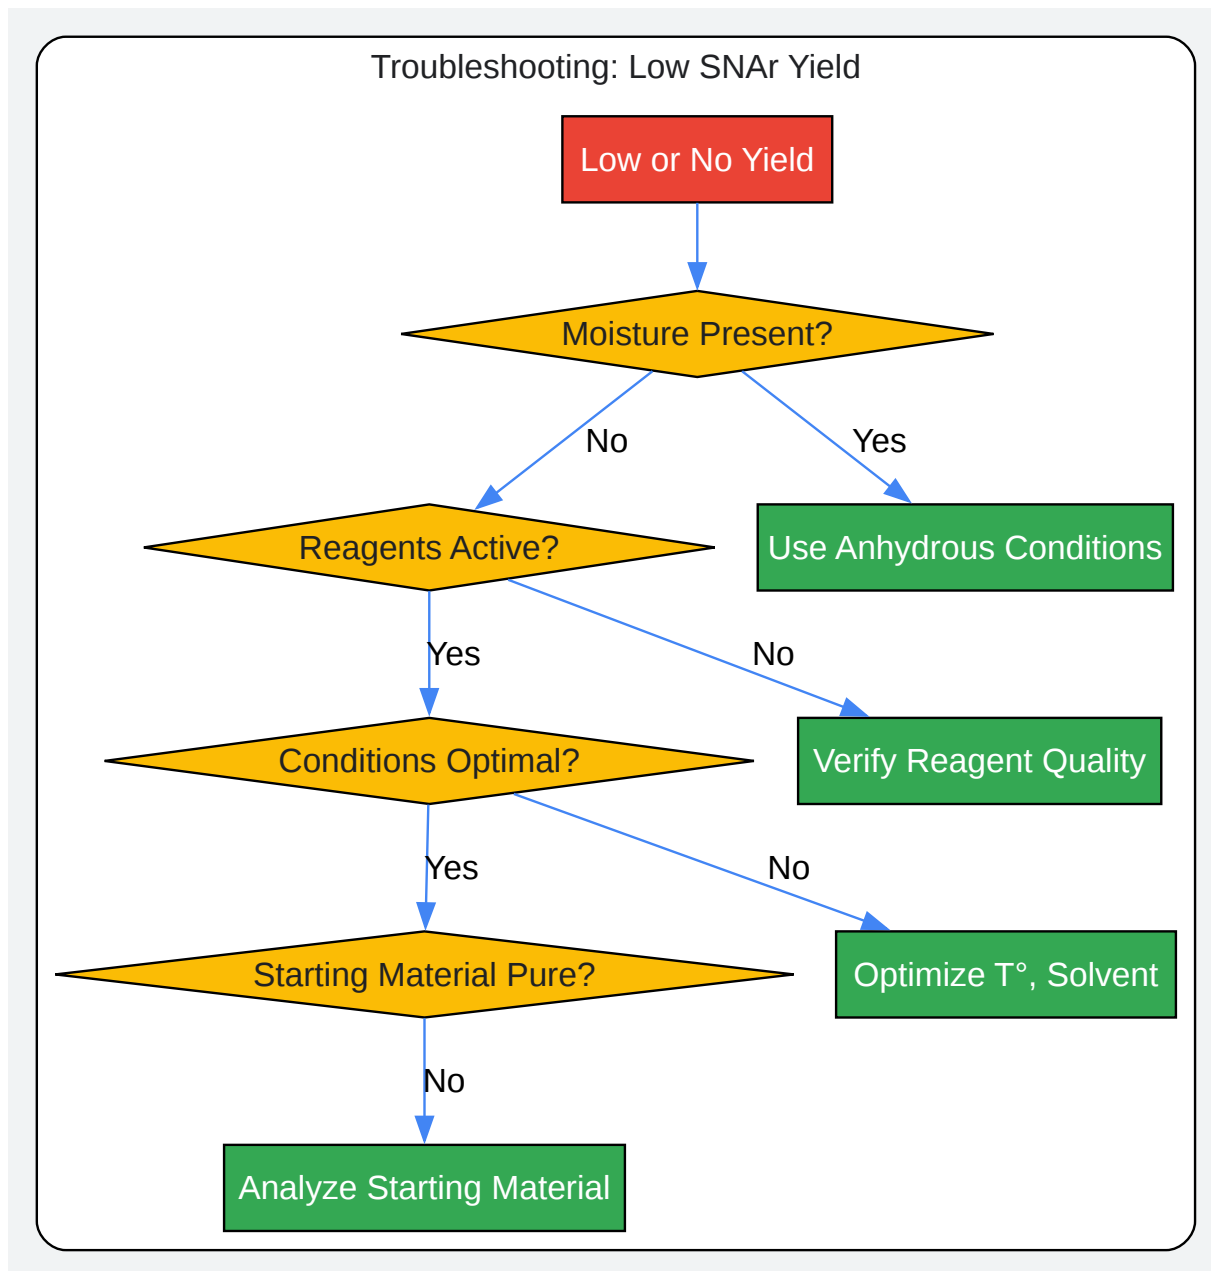 Troubleshooting: Low SNAr Yield
Low or No Yield
Moisture Present?
No
Yes
Reagents Active?
Use Anhydrous Conditions
Yes
No
Conditions Optimal?
Verify Reagent Quality
Yes
No
Starting Material Pure?
Optimize T°, Solvent
No
Analyze Starting Material